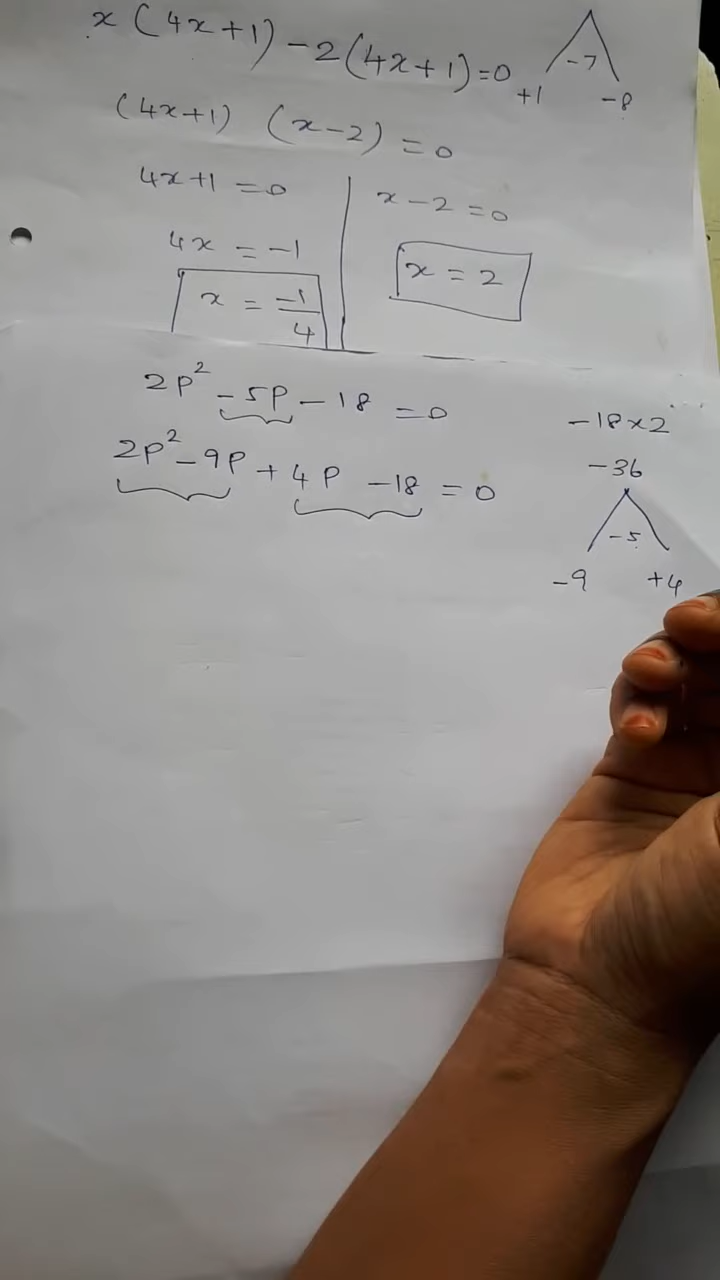 x(4x+1)-2(4x+1)=0
-7
+1 -8
(4x+1) (x-2)=0
4x+1=0
x-2=0
4x=-1
x=2
x=-1/4
2P²-5P-18=0
-18×2
2P²-9P+4P-18=0
-36
-5
-9 +4